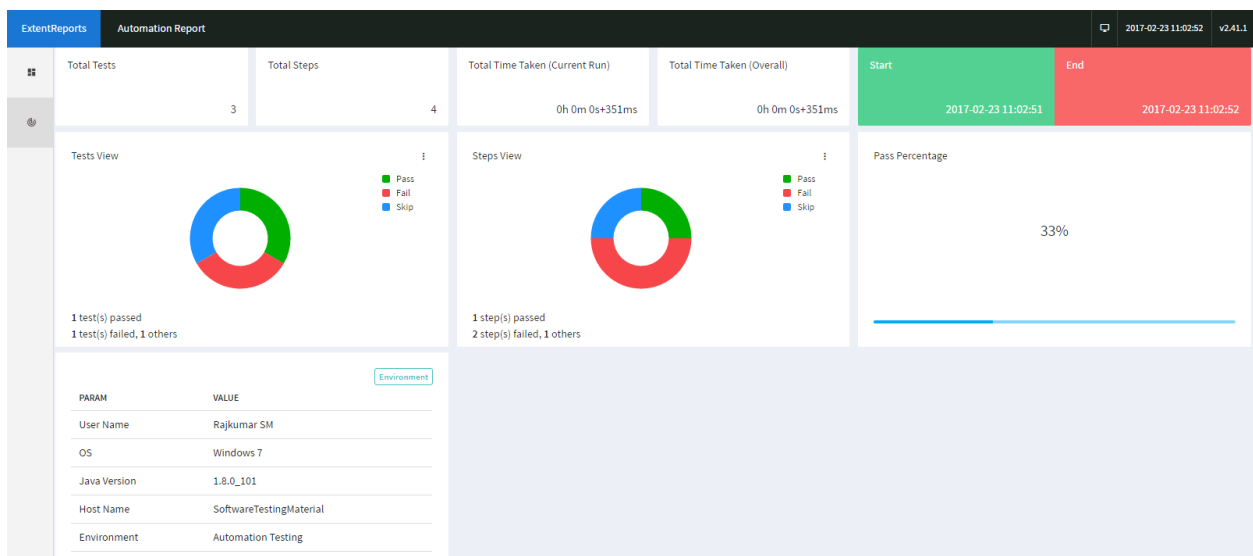 ExtentReports Automation Report 2017-02-23 11:02:52 v2.41.1
Total Tests
3
Total Steps
4
Total Time Taken (Current Run)
0h 0m 0s+351ms
Total Time Taken (Overall)
0h 0m 0s+351ms
Start
2017-02-23 11:02:51
End
2017-02-23 11:02:52
Tests View
Pass
Fail
Skip
1 test(s) passed
1 test(s) failed, 1 others
Steps View
Pass
Fail
Skip
1 step(s) passed
2 step(s) failed, 1 others
Pass Percentage
33%
Environment
PARAM VALUE
User Name Rajkumar SM
OS Windows 7
Java Version 1.8.0_101
Host Name SoftwareTestingMaterial
Environment Automation Testing